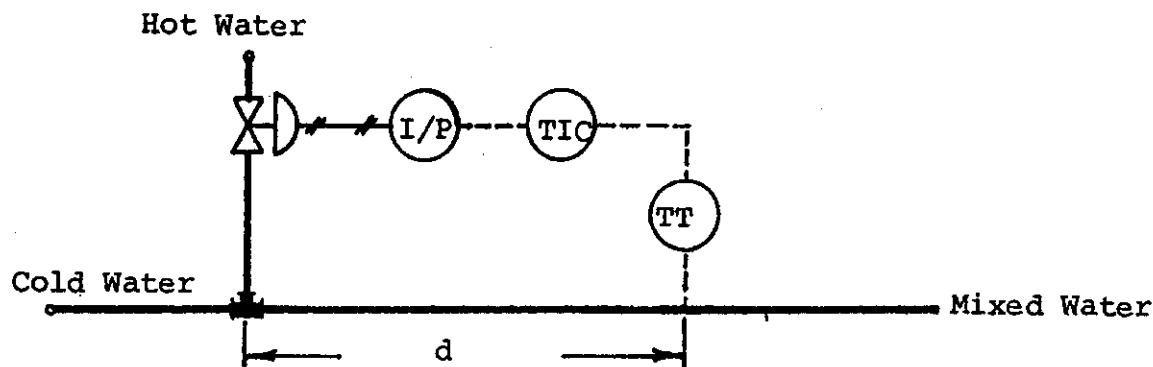 Hot Water
I/P
TIC
TT
Cold Water
Mixed Water
d